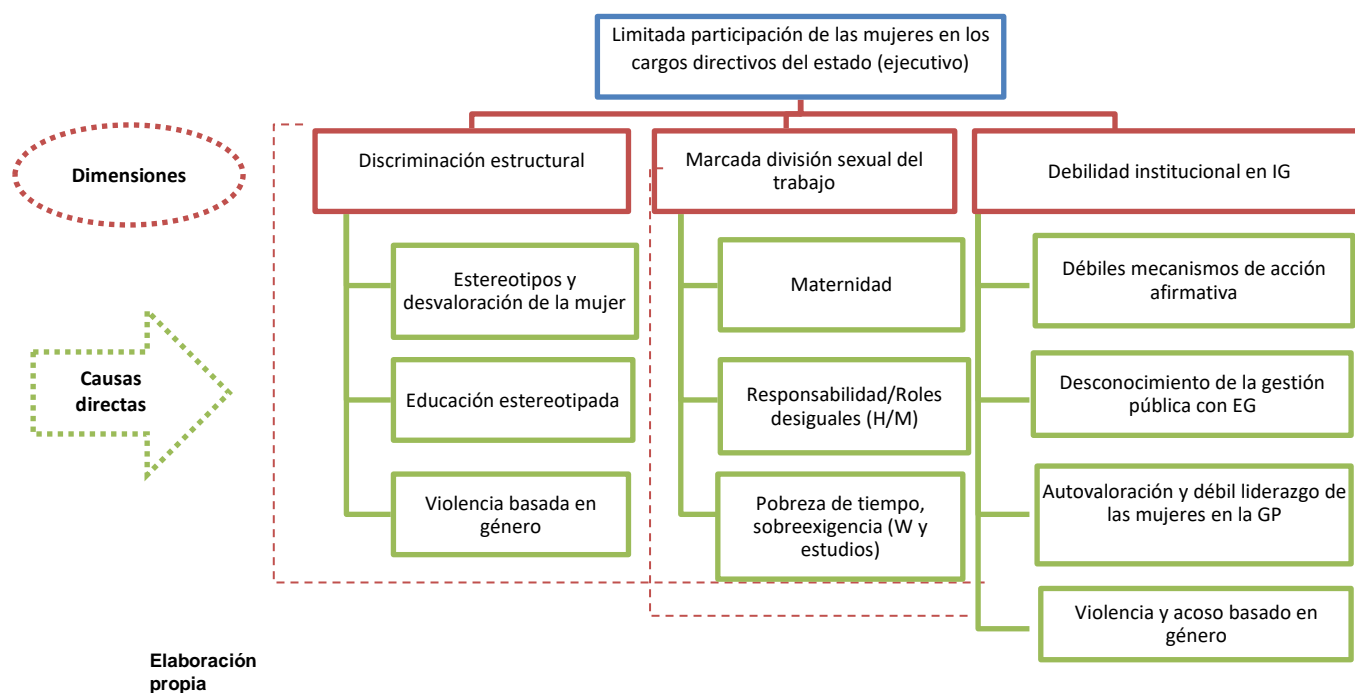 Limitada participación de las mujeres en los
cargos directivos del estado (ejecutivo)
Dimensiones
Discriminación estructural
Marcada división sexual del
trabajo
Debilidad institucional en IG
Causas
directas
Estereotipos y
desvaloración de la mujer
Educación estereotipada
Violencia basada en
género
Maternidad
Responsabilidad/Roles
desiguales (H/M)
Pobreza de tiempo,
sobreexigencia (W y
estudios)
Débiles mecanismos de acción
afirmativa
Desconocimiento de la gestión
pública con EG
Autovaloración y débil liderazgo de
las mujeres en la GP
Violencia y acoso basado en
género
Elaboración
propia